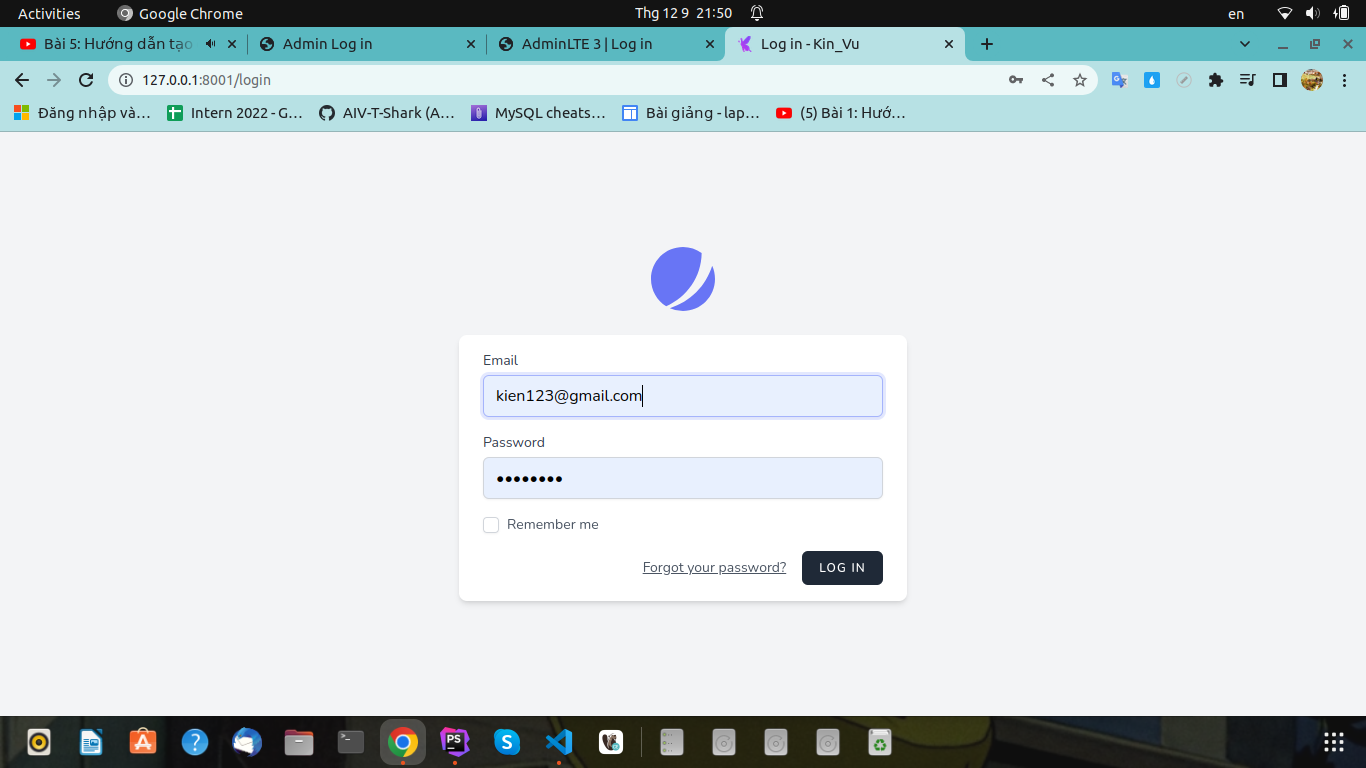 Activities
Google Chrome
Thg 12 9 21:50
en
Bài 5: Hướng dẫn tạo
Admin Log in
AdminLTE 3 | Log in
Log in - Kin_Vu
127.0.0.1:8001/login
Đăng nhập và…
Intern 2022 - G…
AIV-T-Shark (A…
MySQL cheats…
Bài giảng - lap…
(5) Bài 1: Hướ…
Email
kien123@gmail.com
Password
••••••••
Remember me
Forgot your password?
LOG IN
PS